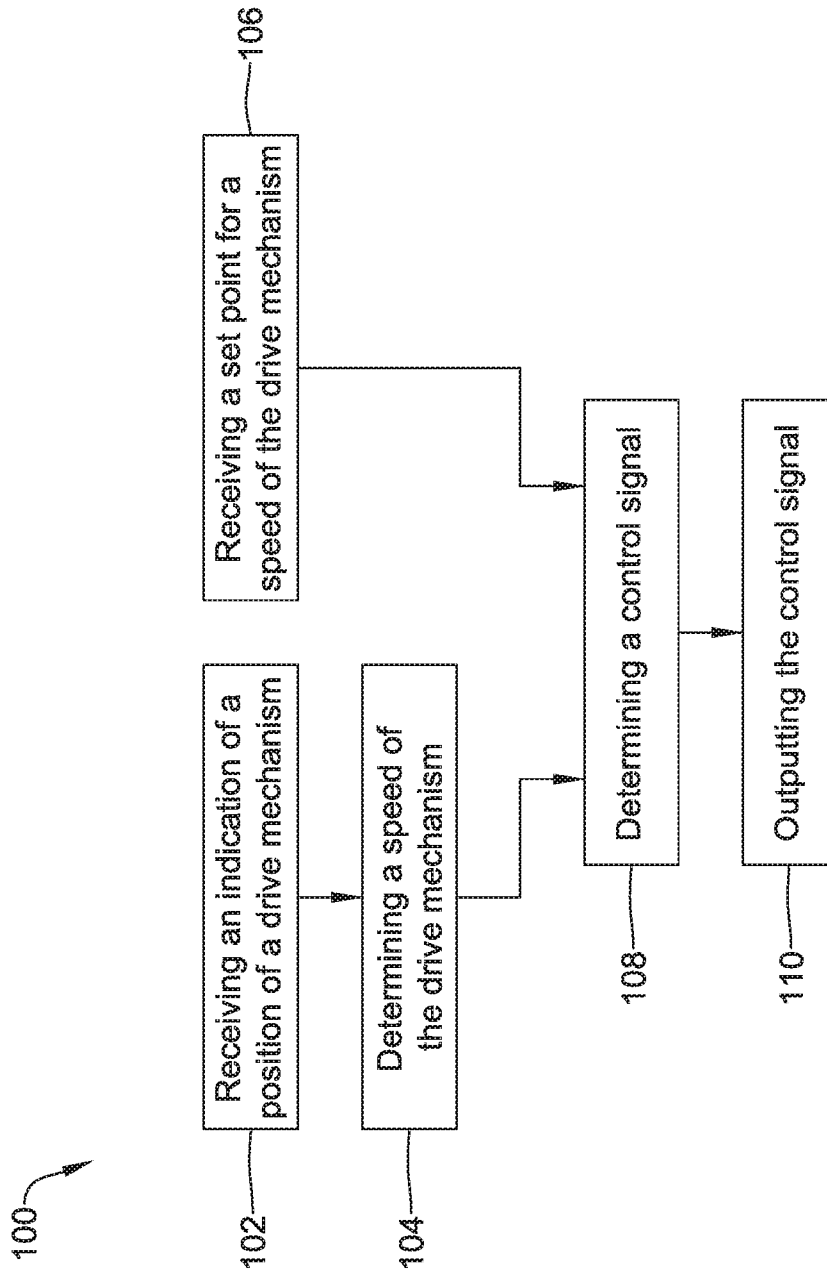 100
102
Receiving an indication of a
position of a drive mechanism
104
Determining a speed of
the drive mechanism
106
Receiving a set point for a
speed of the drive mechanism
108
Determining a control signal
110
Outputting the control signal